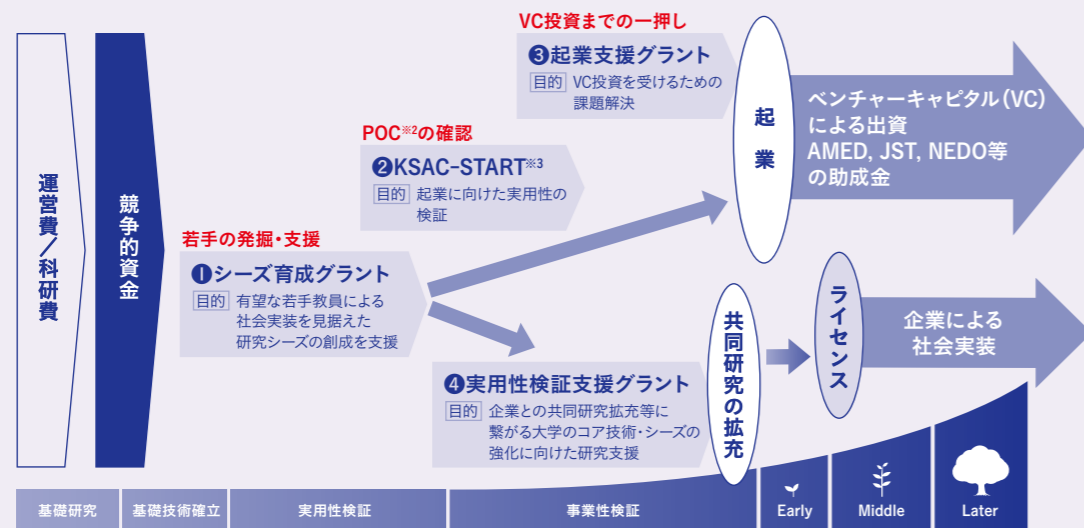 運営費／科研費
競争的資金
若手の発掘・支援
❶シーズ育成グラント
目的 有望な若手教員による
社会実装を見据えた
研究シーズの創成を支援
POC※2の確認
❷KSAC-START※3
目的 起業に向けた実用性の
検証
VC投資までの一押し
❸起業支援グラント
目的 VC投資を受けるための
課題解決
起業
ベンチャーキャピタル(VC)
による出資
AMED, JST, NEDO等
の助成金
❹実用性検証支援グラント
目的 企業との共同研究拡充等に
繋がる大学のコア技術・シーズの
強化に向けた研究支援
共同研究の拡充
ライセンス
企業による
社会実装
基礎研究
基礎技術確立
実用性検証
事業性検証
Early
Middle
Later